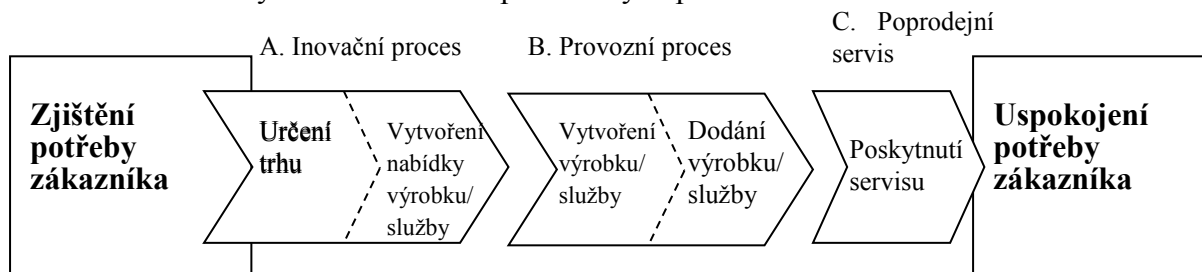 A. Inovační proces
B. Provozní proces
C. Poprodejní
servis
Zjištění
potřeby
zákazníka
Určení
trhu
Vytvoření
nabídky
výrobku/
služby
Vytvoření
výrobku/
služby
Dodání
výrobku/
služby
Poskytnutí
servisu
Uspokojení
potřeby
zákazníka